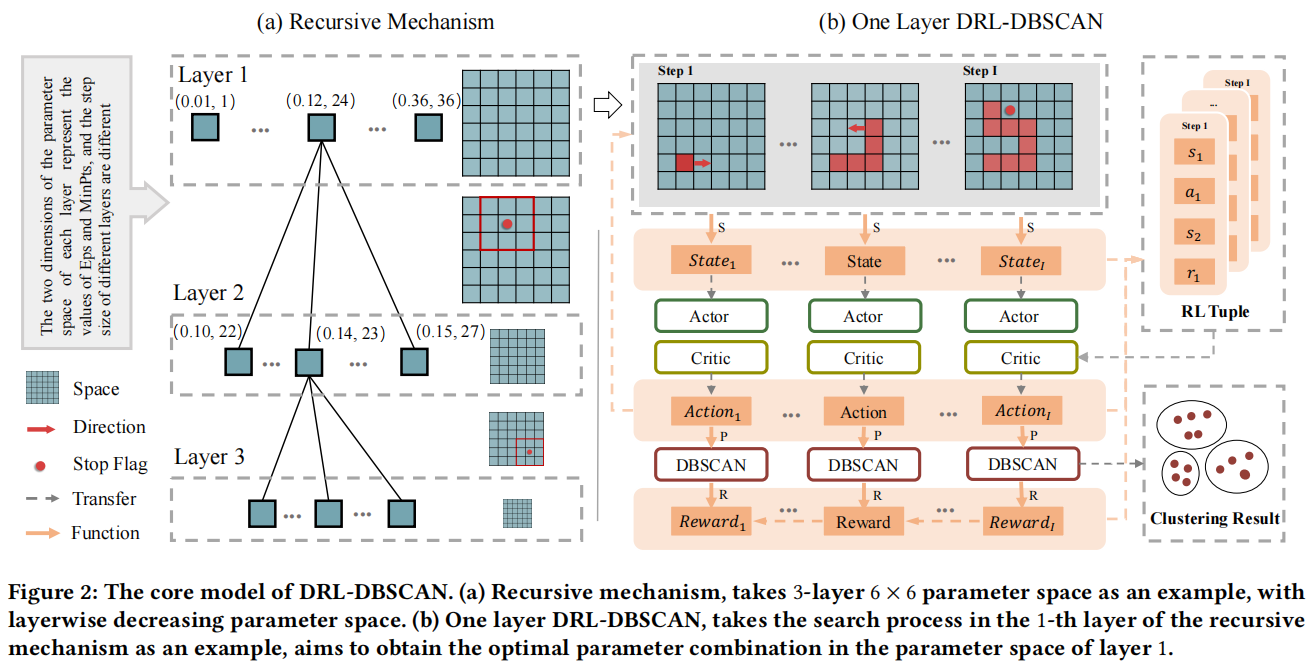 (a) Recursive Mechanism
The two dimensions of the parameter
space of each layer represent the
values of Eps and MinPts, and the step
size of different layers are different
Layer 1
(0.01, 1)
(0.12, 24)
(0.36, 36)
...
...
Layer 2
(0.10, 22)
(0.14, 23)
(0.15, 27)
...
...
Layer 3
...
...
Space
Direction
Stop Flag
Transfer
Function
(b) One Layer DRL-DBSCAN
Step 1
Step I
...
...
S
S
S
State₁
...
State
...
State_I
Actor
Actor
Actor
Critic
Critic
Critic
Action₁
...
Action
...
Action_I
P
P
P
DBSCAN
DBSCAN
DBSCAN
R
R
R
Reward₁
...
Reward
...
Reward_I
Step I
...
Step 1
s₁
a₁
s₂
r₁
RL Tuple
Clustering Result
Figure 2: The core model of DRL-DBSCAN. (a) Recursive mechanism, takes 3-layer 6 × 6 parameter space as an example, with
layerwise decreasing parameter space. (b) One layer DRL-DBSCAN, takes the search process in the 1-th layer of the recursive
mechanism as an example, aims to obtain the optimal parameter combination in the parameter space of layer 1.